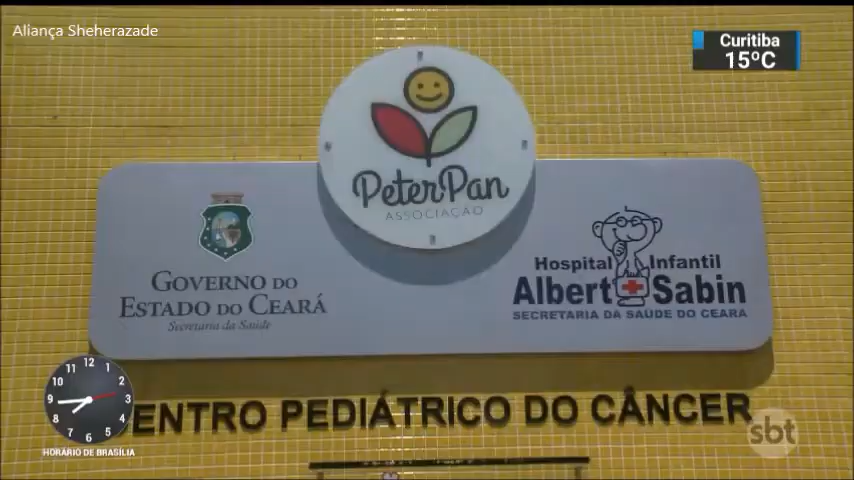 Aliança Sheherazade
Curitiba
15ºC
PeterPan
ASSOCIAÇÃO
GOVERNO DO
ESTADO DO CEARÁ
Secretaria da Saúde
Hospital Infantil
Albert Sabin
SECRETARIA DA SAÚDE DO CEARA
12
1
2
3
4
5
6
7
8
9
10
11
ENTRO PEDIÁTRICO DO CÂNCER
sbt
HORÁRIO DE BRASÍLIA